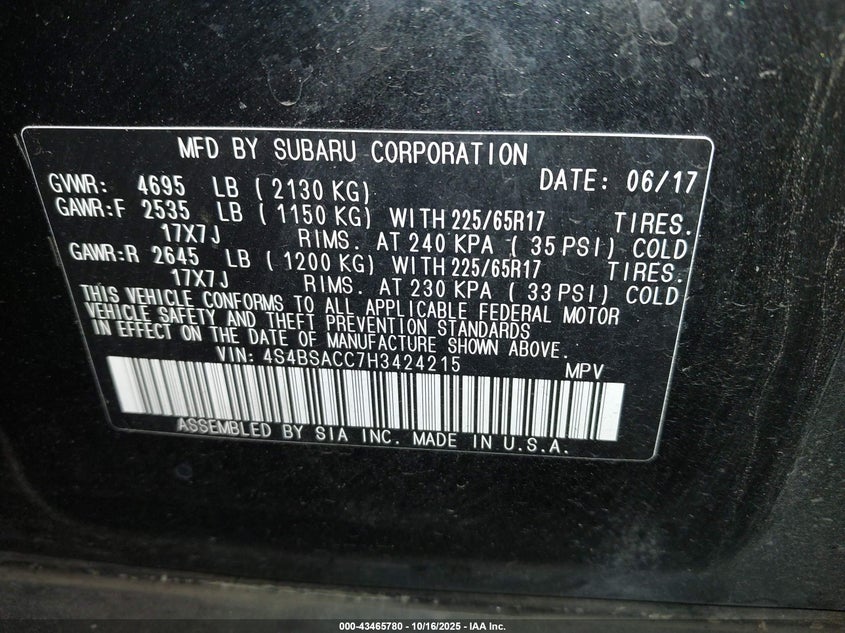 MFD BY SUBARU CORPORATION
GVWR: 4695 LB ( 2130 KG) DATE: 06/17
GAWR:F 2535 LB ( 1150 KG) WITH 225/65R17 TIRES.
17X7J RIMS. AT 240 KPA ( 35 PSI) COLD
GAWR:R 2645 LB ( 1200 KG) WITH 225/65R17 TIRES.
17X7J RIMS. AT 230 KPA ( 33 PSI) COLD
THIS VEHICLE CONFORMS TO ALL APPLICABLE FEDERAL MOTOR
VEHICLE SAFETY AND THEFT PREVENTION STANDARDS
IN EFFECT ON THE DATE OF MANUFACTURE SHOWN ABOVE.
VIN: 4S4BSACC7H3424215 MPV
ASSEMBLED BY SIA INC. MADE IN U.S.A.
000-43465780 - 10/16/2025 - IAA Inc.